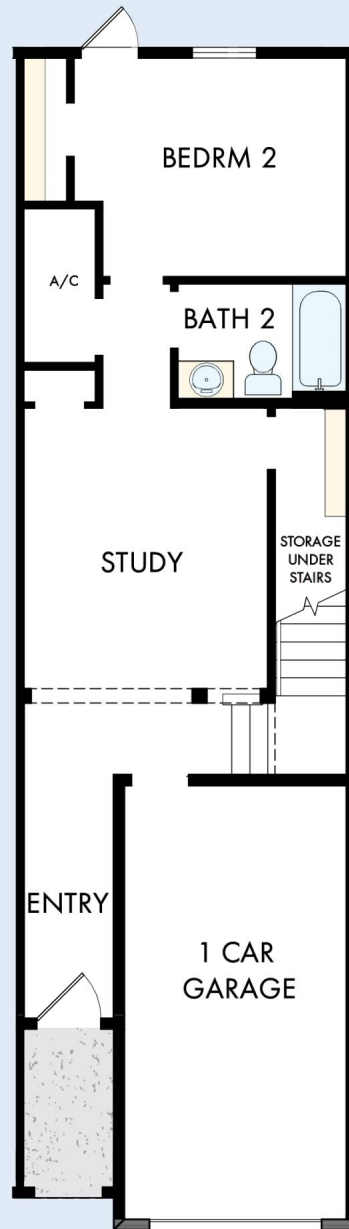 BEDRM 2
A/C
BATH 2
STUDY
STORAGE
UNDER
STAIRS
ENTRY
1 CAR
GARAGE